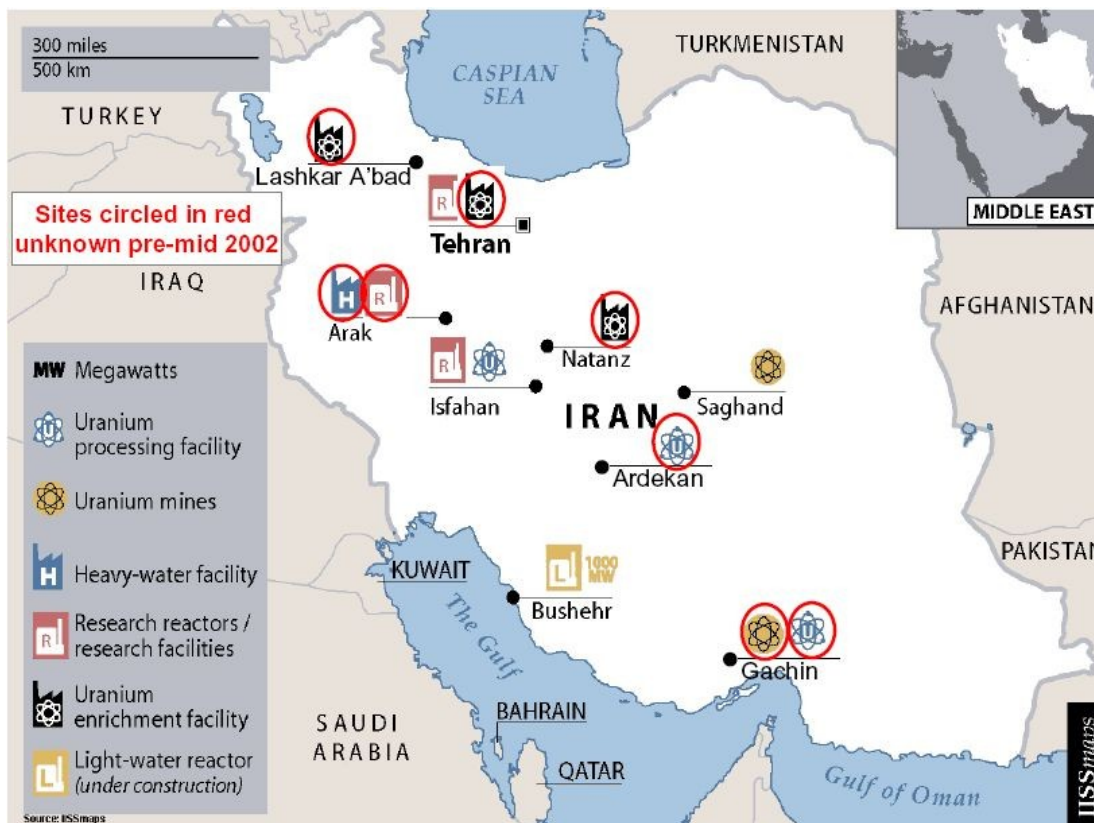 300 miles
500 km
TURKEY
CASPIAN
SEA
TURKMENISTAN
MIDDLE EAST
Lashkar A'bad
R
Tehran
Sites circled in red
unknown pre-mid 2002
IRAQ
H R
Arak
Natanz
R U
Isfahan
IRAN
Saghand
U
Ardekan
AFGHANISTAN
PAKISTAN
MW Megawatts
U Uranium
processing facility
Uranium mines
H Heavy-water facility
R Research reactors /
research facilities
Uranium
enrichment facility
L Light-water reactor
(under construction)
KUWAIT
The Gulf
L 1000
MW
Bushehr
U
Gachin
SAUDI
ARABIA
BAHRAIN
QATAR
Gulf of Oman
IISSmaps
Source: IISSmaps